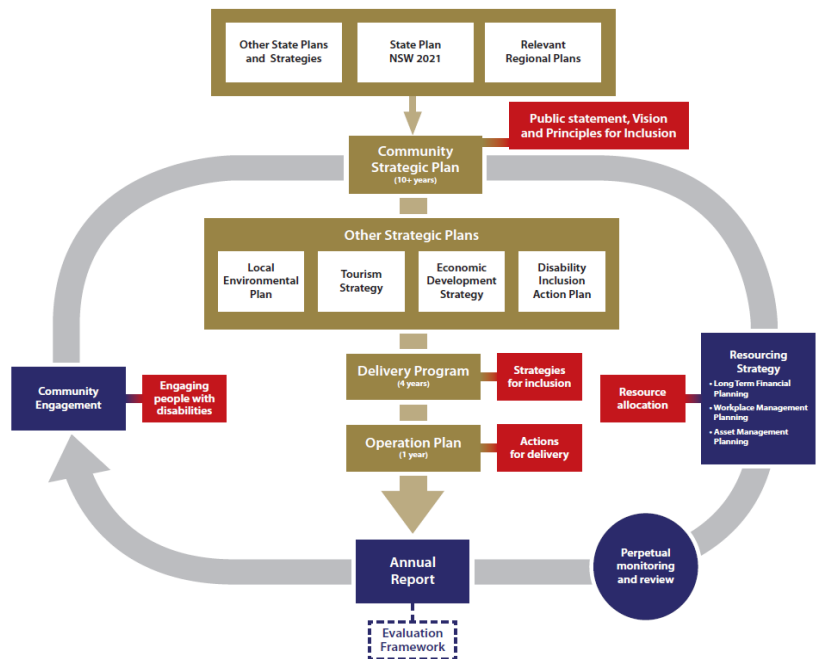 Other State Plans
and Strategies
State Plan
NSW 2021
Relevant
Regional Plans
Public statement, Vision
and Principles for Inclusion
Community
Strategic Plan
(10+ years)
Other Strategic Plans
Local
Environmental
Plan
Tourism
Strategy
Economic
Development
Strategy
Disability
Inclusion
Action Plan
Delivery Program
(4 years)
Strategies
for inclusion
Resourcing
Strategy
• Long Term Financial
Planning
• Workplace Management
Planning
• Asset Management
Planning
Community
Engagement
Engaging
people with
disabilities
Resource
allocation
Operation Plan
(1 year)
Actions
for delivery
Annual
Report
Perpetual
monitoring
and review
Evaluation
Framework